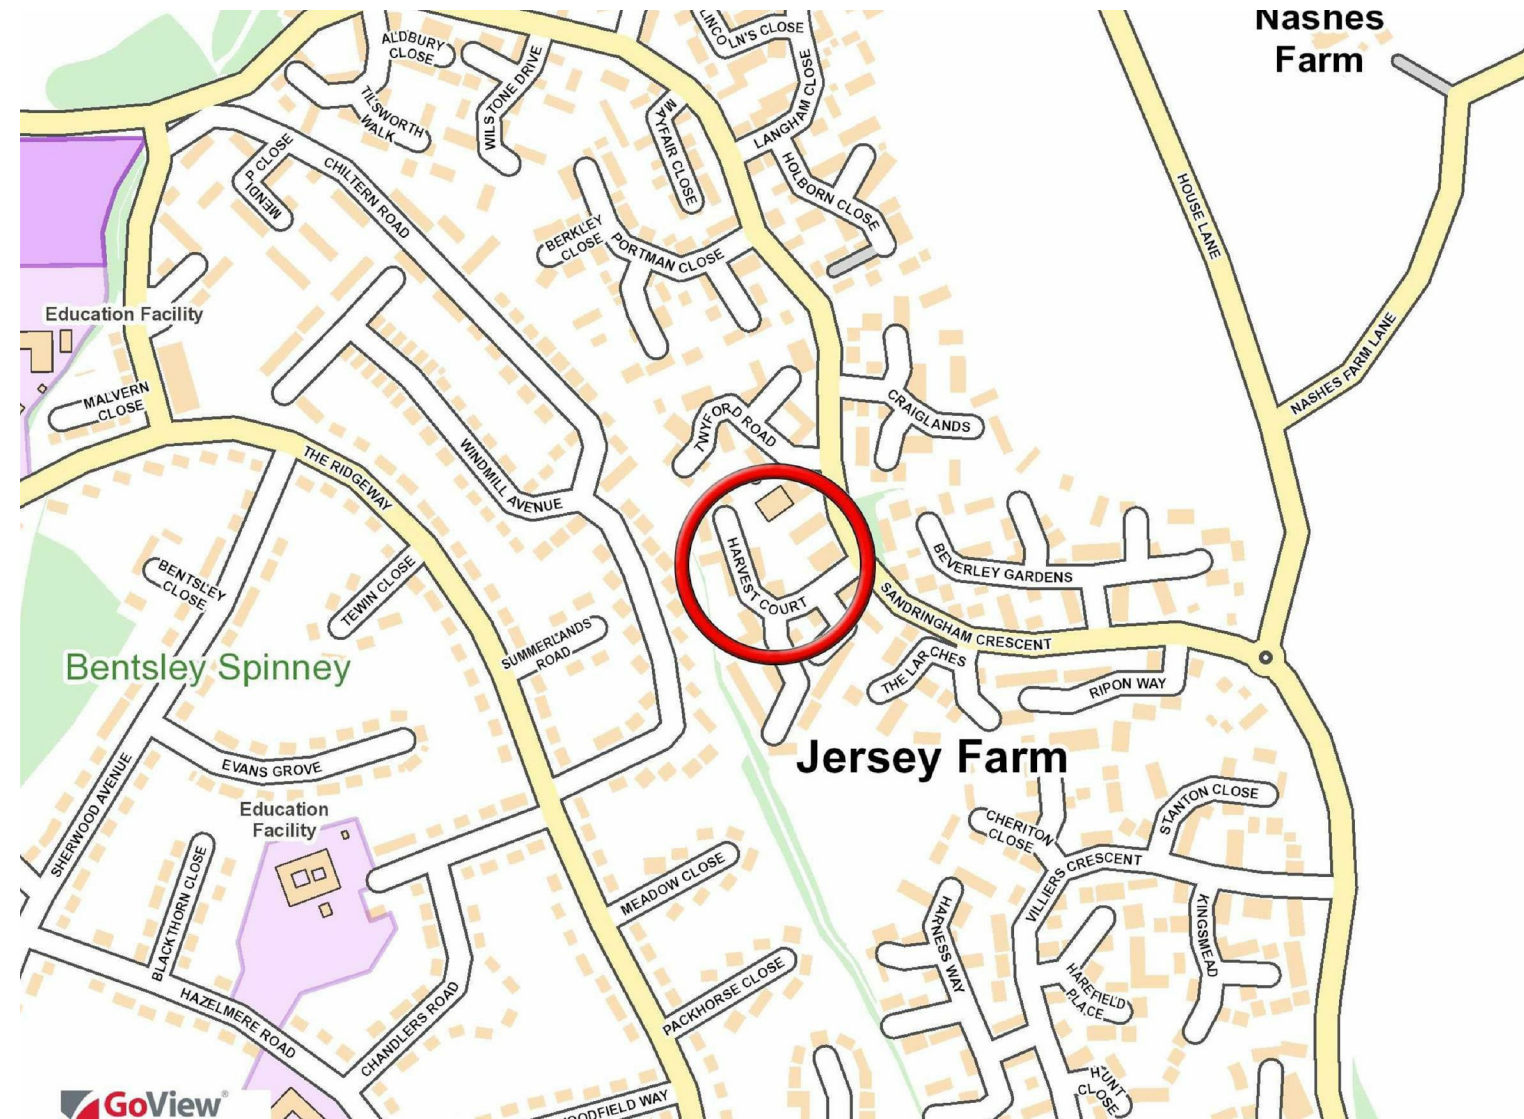 Nashes
Farm
ALDBURY
CLOSE
LINCO
LN'S CLOSE
WILSTONE DRIVE
TILSWORTH
WALK
LANGHAM CLOSE
MAYFAIR CLOSE
MENDIP CLOSE
CHILTERN ROAD
HOLBORN CLOSE
HOUSE LANE
BERKLEY
CLOSE
PORTMAN CLOSE
Education Facility
NASHES FARM LANE
MALVERN
CLOSE
CRAIGLANDS
TWYFORD ROAD
THE RIDGEWAY
WINDMILL AVENUE
HARVEST COURT
BEVERLEY GARDENS
BENTSLEY
CLOSE
TEWIN CLOSE
SANDRINGHAM CRESCENT
SUMMERLANDS
ROAD
Bentsley Spinney
THE LARCHES
RIPON WAY
Jersey Farm
EVANS GROVE
SHERWOOD AVENUE
Education
Facility
STANTON CLOSE
CHERITON
CLOSE
VILLIERS CRESCENT
MEADOW CLOSE
BLACKTHORN CLOSE
HARNESS WAY
KINGSMEAD
PACKHORSE CLOSE
HAREFIELD
PLACE
HAZELMERE ROAD
CHANDLERS ROAD
HUNT
CLOSE
OODFIELD WAY
GoView®